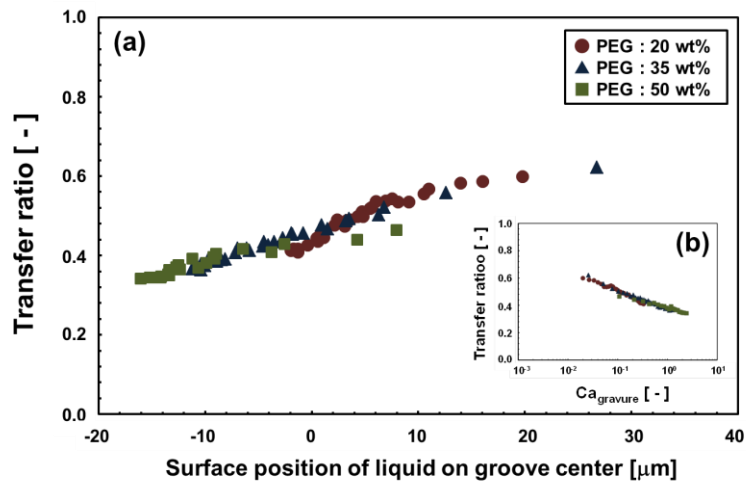 (a)
PEG : 20 wt%
PEG : 35 wt%
PEG : 50 wt%
Transfer ratio [ - ]
1.0
0.8
0.6
0.4
0.2
0.0
-20
-10
0
10
20
30
40
Surface position of liquid on groove center [μm]
(b)
Transfer ratioo [ - ]
1.0
0.8
0.6
0.4
0.2
0.0
10-3
10-2
10-1
100
101
Cagravure [ - ]